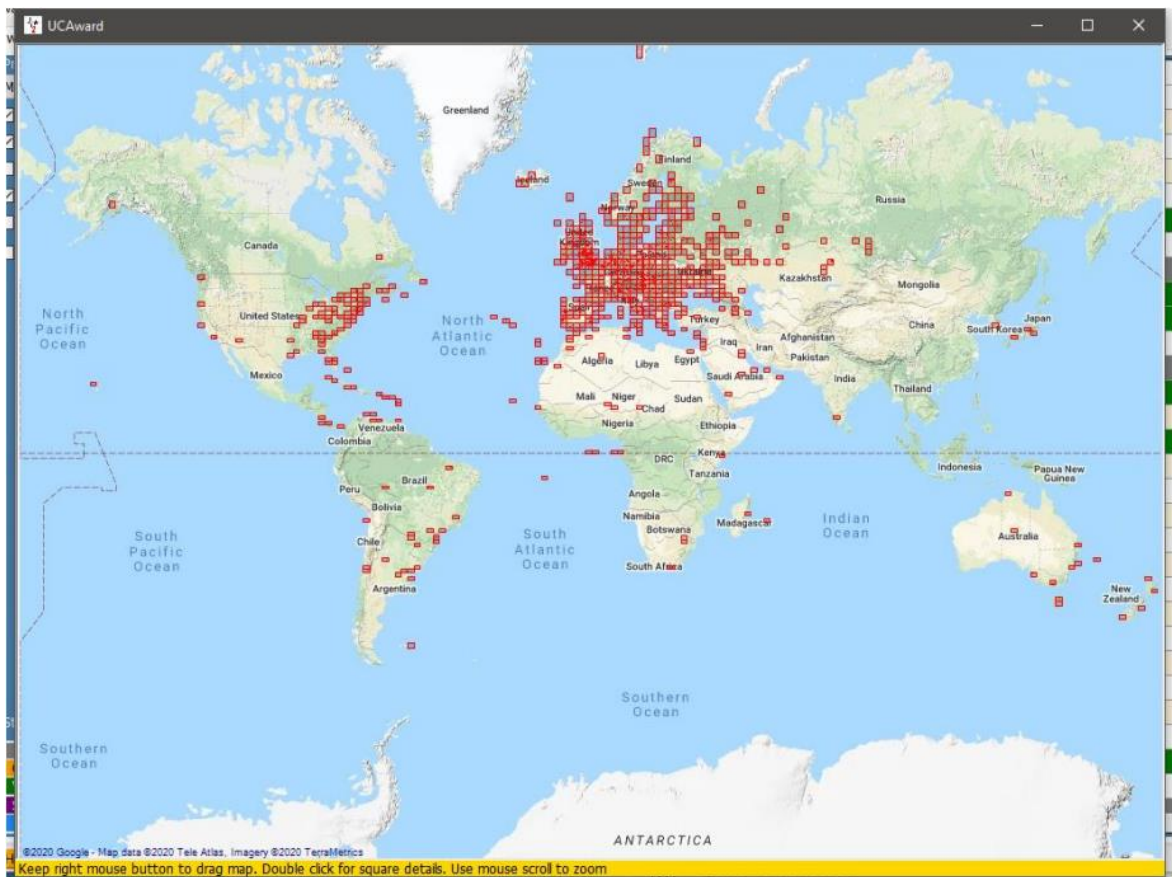 UCAward
Greenland
Iceland
Finland
Sweden
Norway
Russia
Canada
Kingdom
Kazakhstan
Mongolia
North
Pacific
Ocean
United States
North
Atlantic
Ocean
Spain
Turkey
China
South Korea
Japan
Iraq
Iran
Afghanistan
Pakistan
Algeria
Libya
Egypt
Saudi Arabia
India
Mexico
Thailand
Mali
Niger
Chad
Sudan
Nigeria
Ethiopia
Venezuela
Colombia
DRC
Kenya
Tanzania
Indonesia
Papua New
Guinea
Peru
Brazil
Bolivia
Angola
Namibia
Botswana
Madagascar
Indian
Ocean
Australia
South
Pacific
Ocean
Chile
South
Atlantic
Ocean
South Africa
Argentina
New
Zealand
Southern
Ocean
Southern
Ocean
ANTARCTICA
©2020 Google - Map data ©2020 Tele Atlas, Imagery ©2020 TerraMetrics
Keep right mouse button to drag map. Double click for square details. Use mouse scroll to zoom